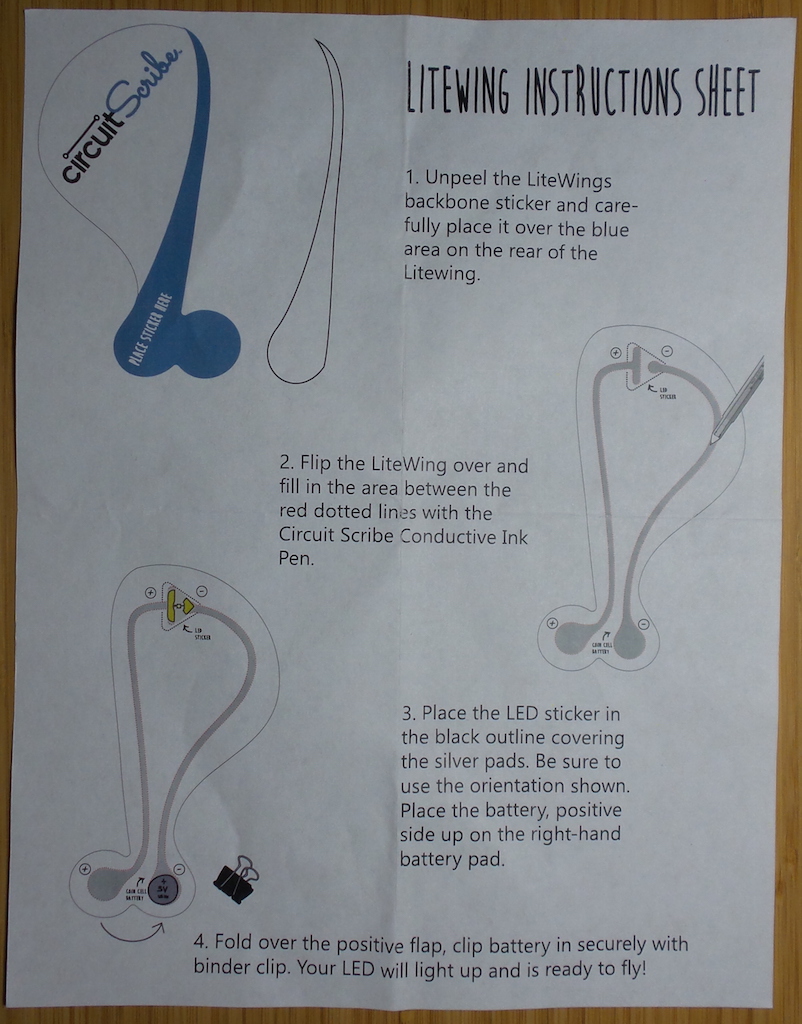 circuit Scribe
PLACE STICKER HERE
LITEWING INSTRUCTIONS SHEET
1. Unpeel the LiteWings
backbone sticker and care-
fully place it over the blue
area on the rear of the
Litewing.
+
−
LED
STICKER
2. Flip the LiteWing over and
fill in the area between the
red dotted lines with the
Circuit Scribe Conductive Ink
Pen.
+
−
COIN CELL
BATTERY
+
−
LED
STICKER
3. Place the LED sticker in
the black outline covering
the silver pads. Be sure to
use the orientation shown.
Place the battery, positive
side up on the right-hand
battery pad.
+
−
COIN CELL
BATTERY
+
3V
4. Fold over the positive flap, clip battery in securely with
binder clip. Your LED will light up and is ready to fly!